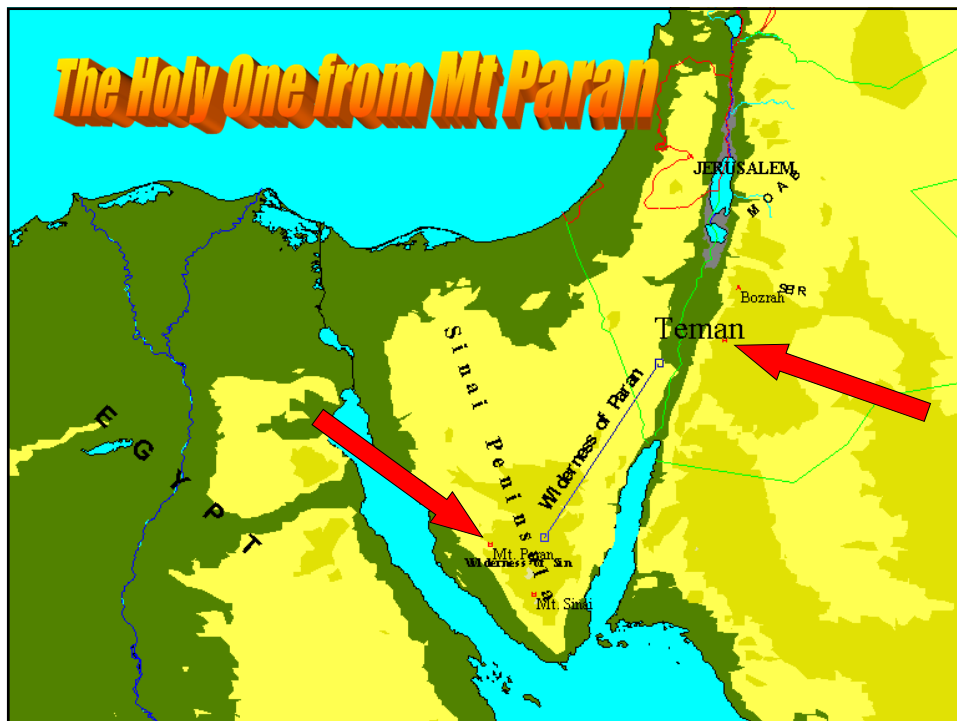 The Holy One from Mt Paran
JERUSALEM
MOAB
SEIR
Bozrah
Teman
Sinai Peninsula
Wilderness of Paran
EGYPT
Mt. Paran
Wilderness of Sin
Mt. Sinai